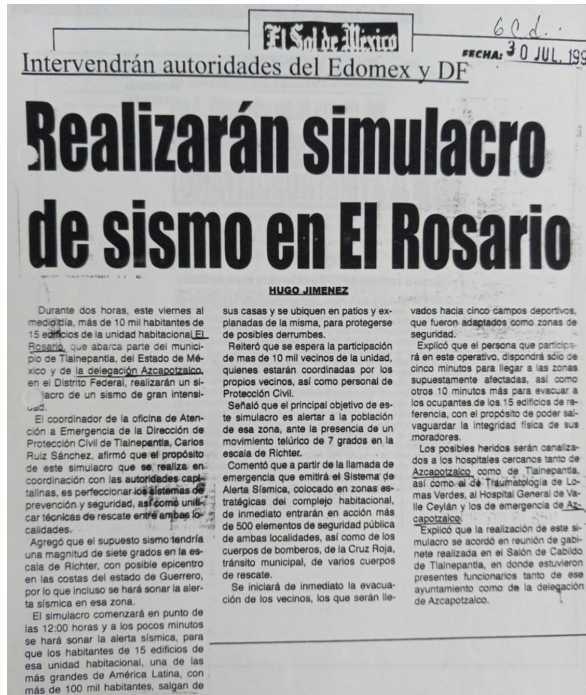 El Sol de México
G C d.
FECHA: 30 JUL. 199
Intervendrán autoridades del Edomex y DF
Realizarán simulacro
de sismo en El Rosario
HUGO JIMENEZ
Durante dos horas, este viernes al
mediodía, más de 10 mil habitantes de
15 edificios de la unidad habitacional El
Rosario, que abarca parte del munici-
pio de Tlalnepantla, del Estado de Mé-
xico y de la delegación Azcapotzalco,
en el Distrito Federal, realizarán un si-
lacro de un sismo de gran intensi-
dad.
El coordinador de la oficina de Aten-
ción a Emergencia de la Dirección de
Protección Civil de Tlalnepantla, Carlos
Ruiz Sánchez, afirmó que el propósito
de este simulacro que se realiza en
coordinación con las autoridades capi-
talinas, es perfeccionar los sistemas de
prevención y seguridad, así como unifi-
car técnicas de rescate entre ambas lo-
calidades.
Agregó que el supuesto sismo tendría
una magnitud de siete grados en la es-
cala de Richter, con posible epicentro
en las costas del estado de Guerrero,
por lo que incluso se hará sonar la aler-
ta sísmica en esa zona.
El simulacro comenzará en punto de
las 12:00 horas y a los pocos minutos
se hará sonar la alerta sísmica, para
que los habitantes de 15 edificios de
esa unidad habitacional, una de las
más grandes de América Latina, con
más de 100 mil habitantes, salgan de
sus casas y se ubiquen en patios y ex-
planadas de la misma, para protegerse
de posibles derrumbes.
Reiteró que se espera la participación
de mas de 10 mil vecinos de la unidad,
quienes estarán coordinadas por los
propios vecinos, así como personal de
Protección Civil.
Señaló que el principal objetivo de es-
te simulacro es alertar a la población
de esa zona, ante la presencia de un
movimiento telúrico de 7 grados en la
escala de Richter.
Comentó que a partir de la llamada de
emergencia que emitirá el Sistema de
Alerta Sísmica, colocado en zonas es-
tratégicas del complejo habitacional,
de inmediato entrarán en acción más
de 500 elementos de seguridad pública
de ambas localidades, así como de los
cuerpos de bomberos, de la Cruz Roja,
tránsito municipal, de varios cuerpos
de rescate.
Se iniciará de inmediato la evacua-
ción de los vecinos, los que serán lle-
vados hacia cinco campos deportivos,
que fueron adaptados como zonas de
seguridad.
Explicó que el persona que participa-
rá en este operativo, dispondrá sólo de
cinco minutos para llegar a las zonas
supuestamente afectadas, así como
otros 10 minutos más para evacuar a
los ocupantes de los 15 edificios de re-
ferencia, con el propósito de poder sal-
vaguardar la integridad física de sus
moradores.
Los posibles heridos serán canaliza-
dos a los hospitales cercanos tanto de
Azcapotzalco como de Tlalnepantla,
así como al de Traumatología de Lo-
mas Verdes, al Hospital General de
Valle Ceylán y los de emergencia de Az-
capotzalco.
Explicó que la realización de este si-
mulacro se acordó en reunión de gabi-
nete realizada en el Salón de Cabildo
de Tlalnepantla, en donde estuvieron
presentes funcionarios tanto de ese
ayuntamiento como de la delegación
de Azcapotzalco.